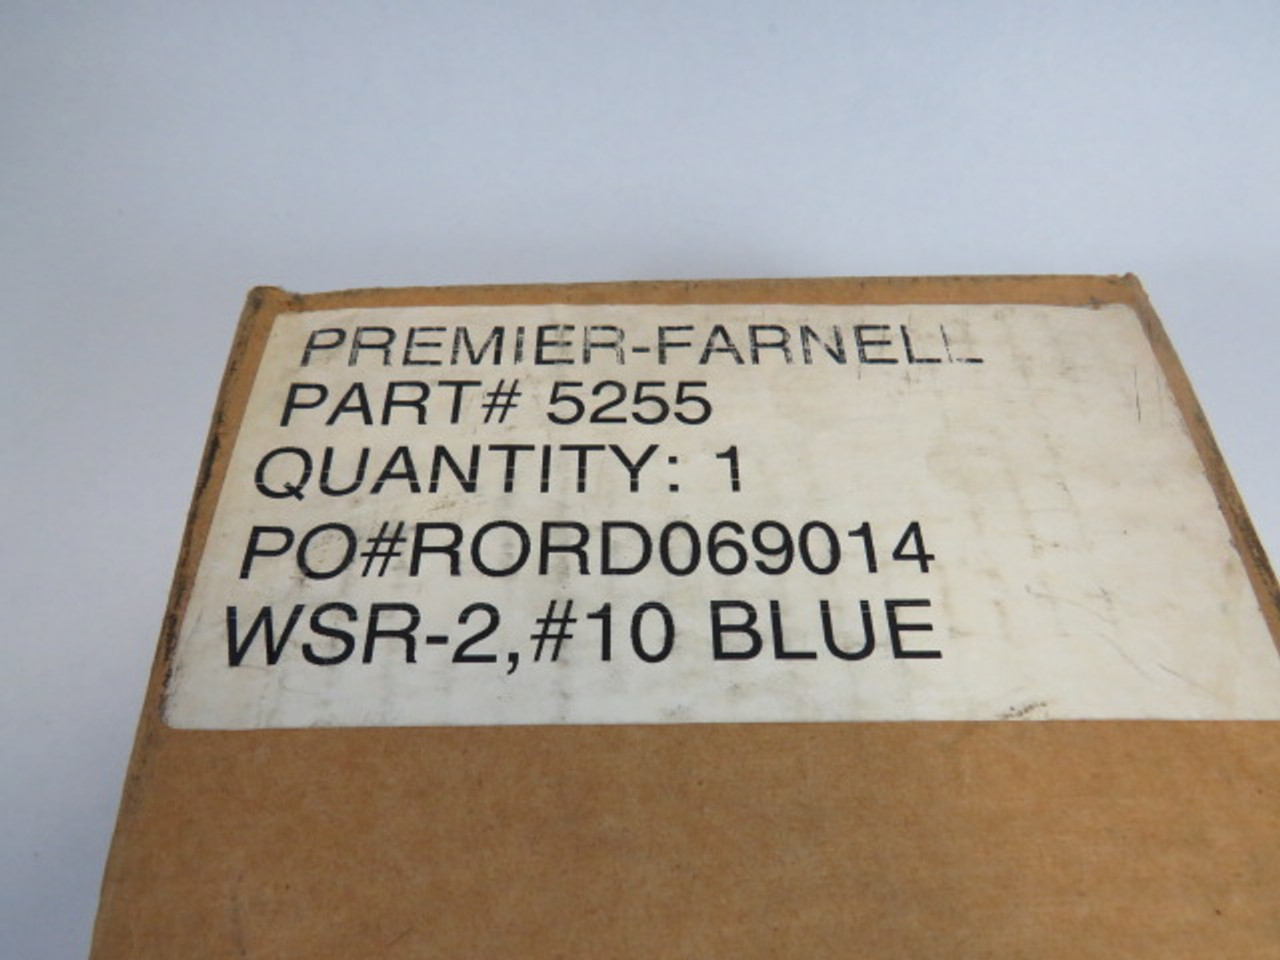 PREMIER-FARNELL
PART# 5255
QUANTITY: 1
PO#RORD069014
WSR-2,#10 BLUE